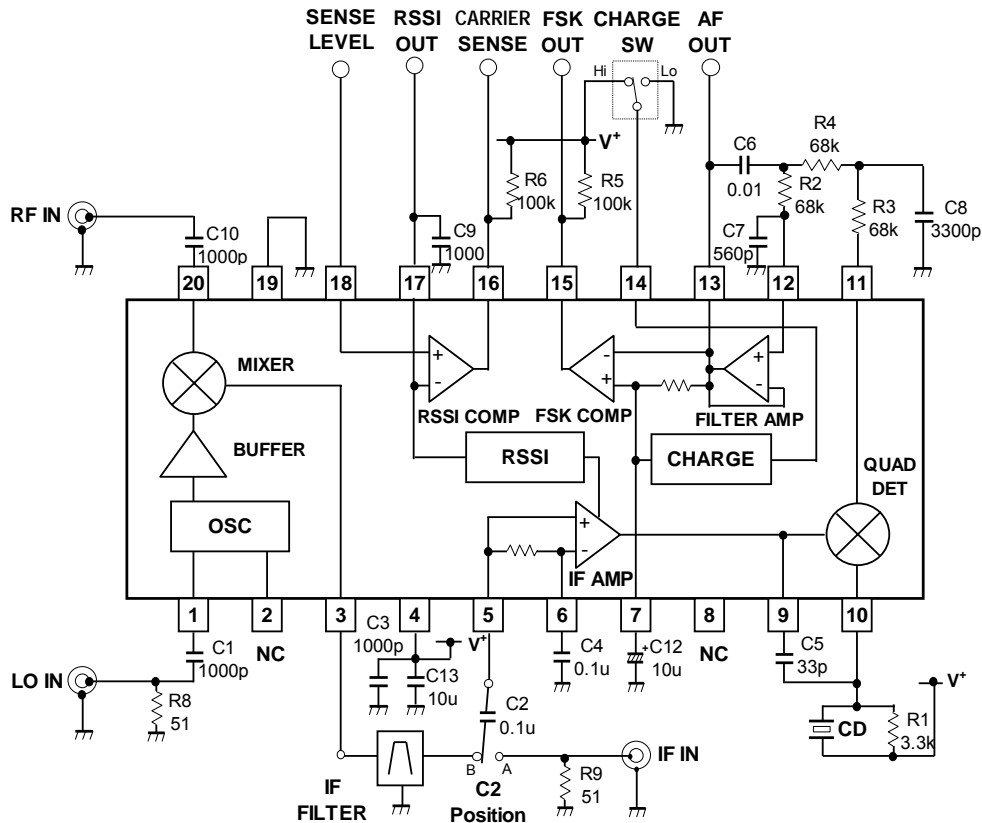 SENSE LEVEL
RSSI OUT
CARRIER SENSE
FSK OUT
CHARGE SW
AF OUT
Hi
Lo
V+
R4
68k
C6
0.01
R6
100k
R5
100k
R2
68k
R3
68k
C8
3300p
RF IN
C10
1000p
C9
1000
C7
560p
20
19
18
17
16
15
14
13
12
11
MIXER
+
-
-
+
+
-
RSSI COMP
FSK COMP
FILTER AMP
BUFFER
RSSI
CHARGE
QUAD DET
OSC
+
-
IF AMP
1
2
3
4
5
6
7
8
9
10
NC
NC
C1
1000p
C3
1000p
V+
C13
10u
C4
0.1u
+
C12
10u
C5
33p
LO IN
R8
51
C2
0.1u
V+
CD
R1
3.3k
B
A
IF IN
IF FILTER
C2 Position
R9
51